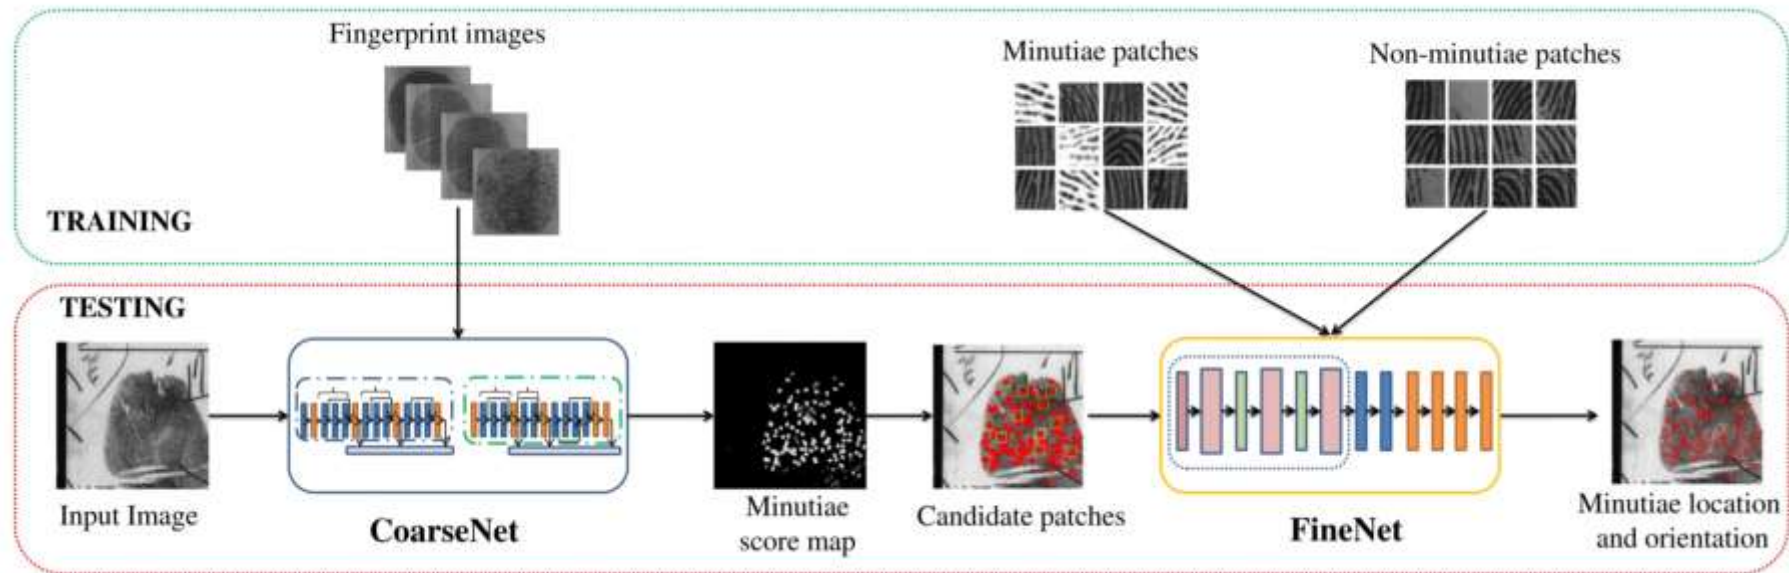 Fingerprint images
Minutiae patches
Non-minutiae patches
TRAINING
TESTING
Input Image
CoarseNet
Minutiae
score map
Candidate patches
FineNet
Minutiae location
and orientation